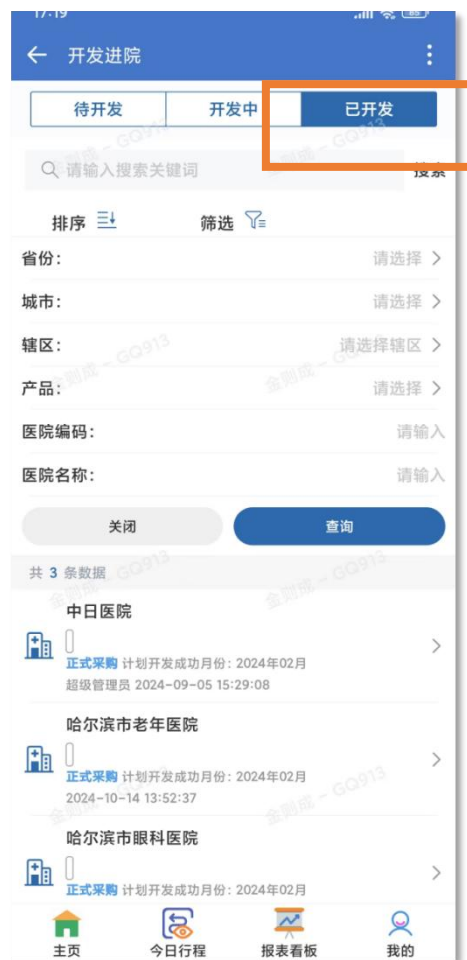 17:19
开发进院
待开发 开发中 已开发
请输入搜索关键词 搜索
排序 筛选
省份: 请选择
城市: 请选择
辖区: 请选择辖区
产品: 请选择
医院编码: 请输入
医院名称: 请输入
关闭 查询
共 3 条数据
中日医院
正式采购 计划开发成功月份: 2024年02月
超级管理员 2024-09-05 15:29:08
哈尔滨市老年医院
正式采购 计划开发成功月份: 2024年02月
2024-10-14 13:52:37
哈尔滨市眼科医院
正式采购 计划开发成功月份: 2024年02月
主页 今日行程 报表看板 我的
金则成 - GQ913